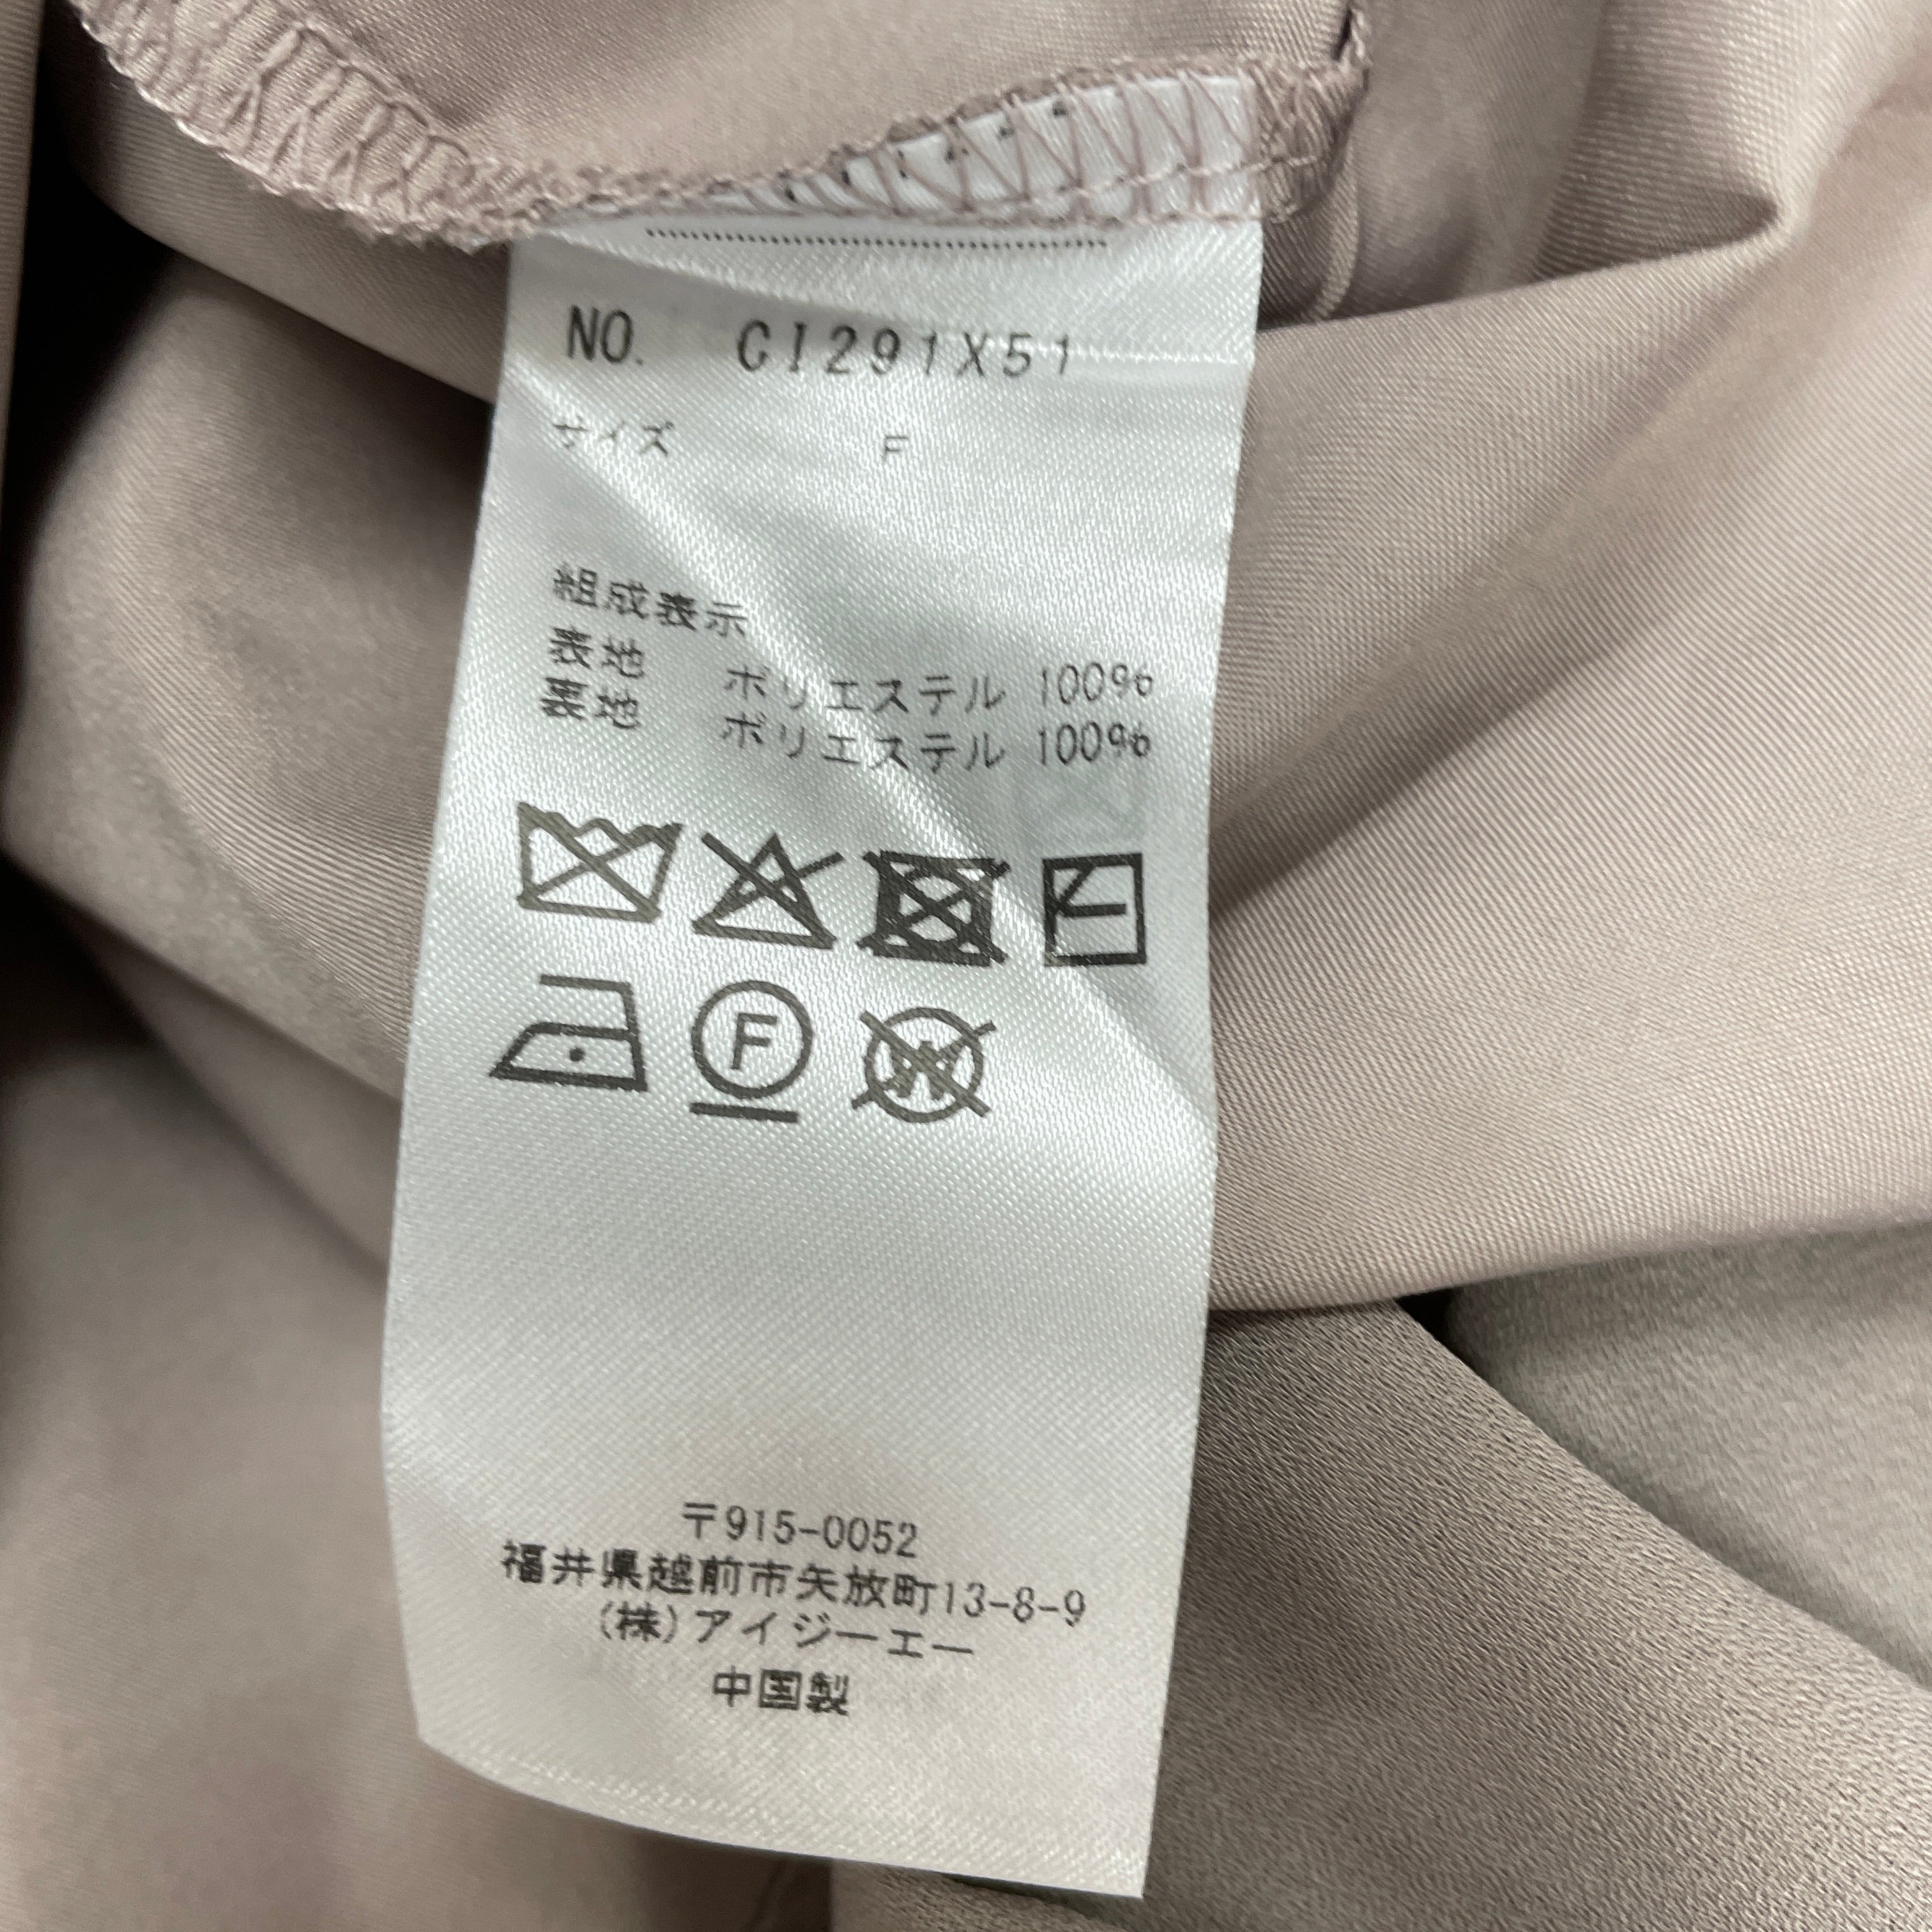 NO. CI291X51
サイズ F
組成表示
表地 ポリエステル 100%
裏地 ポリエステル 100%
F
W
〒915-0052
福井県越前市矢放町13-8-9
(株)アイジーエー
中国製